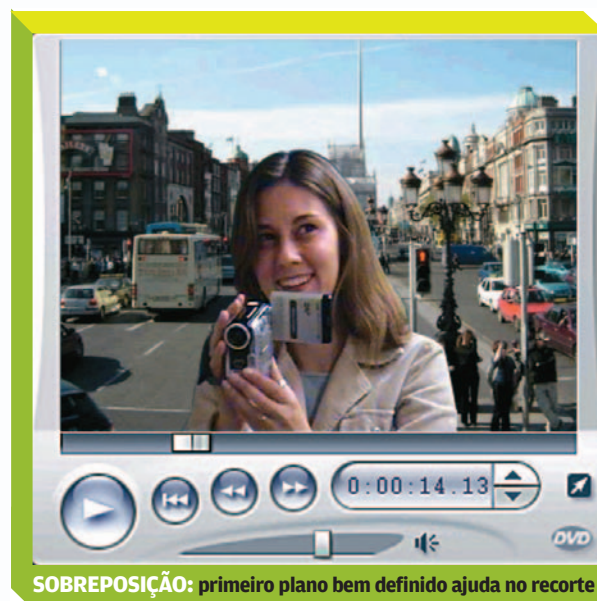 0:00:14.13
DVD
SOBREPOSIÇÃO: primeiro plano bem definido ajuda no recorte